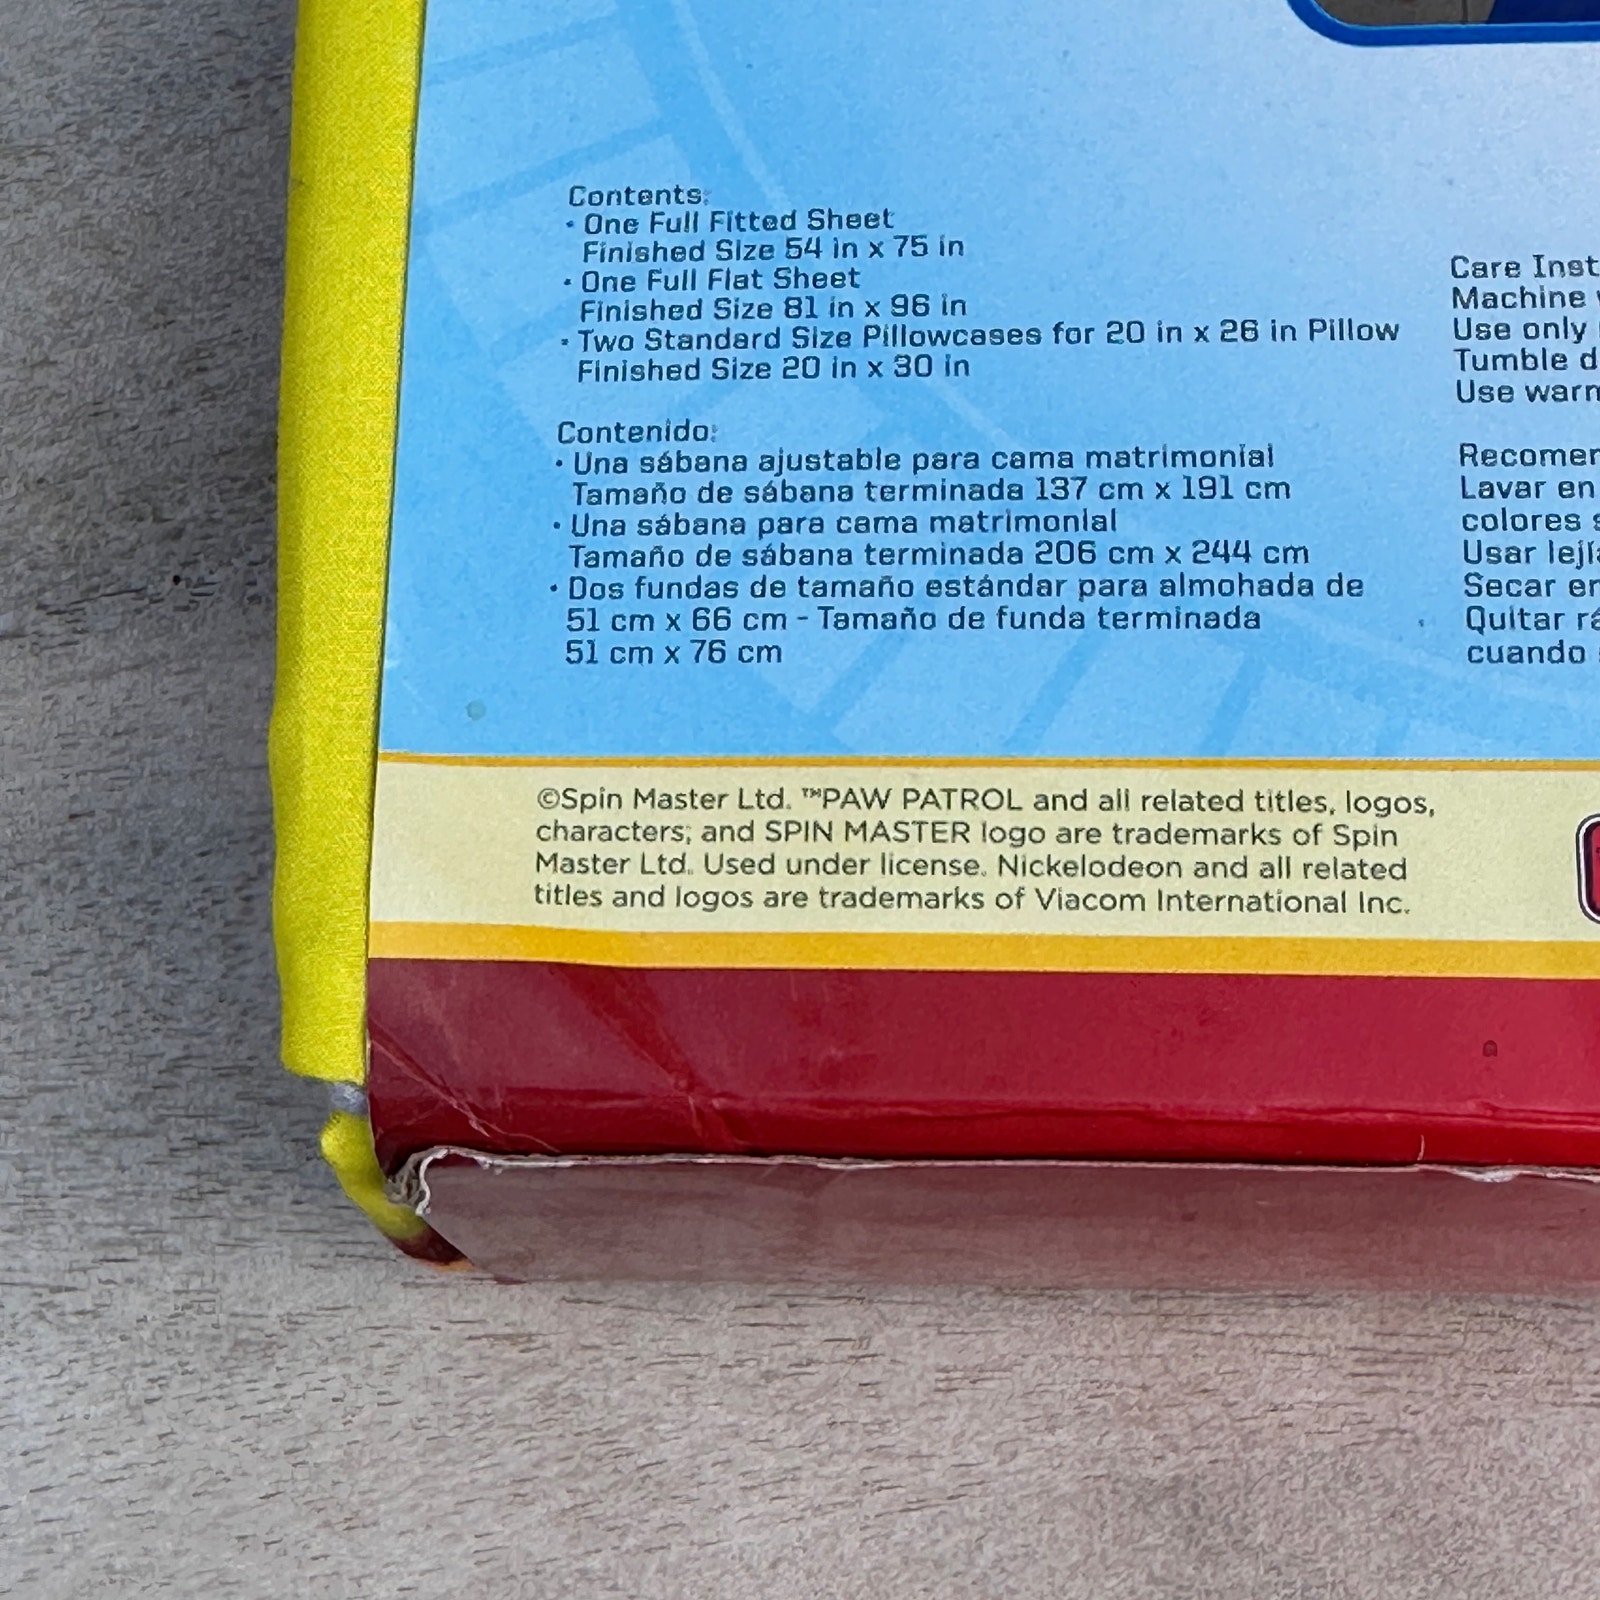 Contents:
· One Full Fitted Sheet
Finished Size 54 in x 75 in
· One Full Flat Sheet
Finished Size 81 in x 96 in
· Two Standard Size Pillowcases for 20 in x 26 in Pillow
Finished Size 20 in x 30 in
Contenido:
· Una sábana ajustable para cama matrimonial
Tamaño de sábana terminada 137 cm x 191 cm
· Una sábana para cama matrimonial
Tamaño de sábana terminada 206 cm x 244 cm
· Dos fundas de tamaño estándar para almohada de
51 cm x 66 cm - Tamaño de funda terminada
51 cm x 76 cm
Care Inst
Machine
Use only
Tumble d
Use warm
Recomen
Lavar en
colores s
Usar lejía
Secar en
Quitar rá
cuando
©Spin Master Ltd. ™PAW PATROL and all related titles, logos,
characters; and SPIN MASTER logo are trademarks of Spin
Master Ltd. Used under license. Nickelodeon and all related
titles and logos are trademarks of Viacom International Inc.